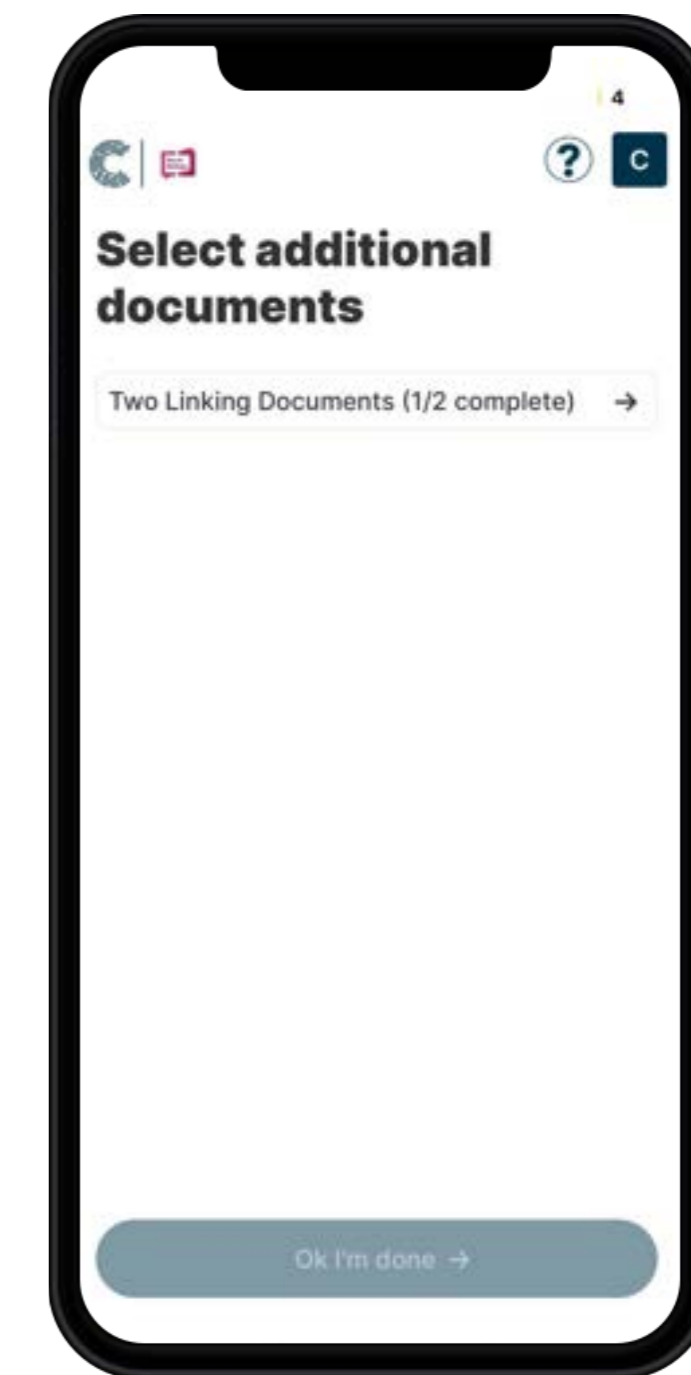 4
?
C
Select additional
documents
Two Linking Documents (1/2 complete) →
Ok I'm done →